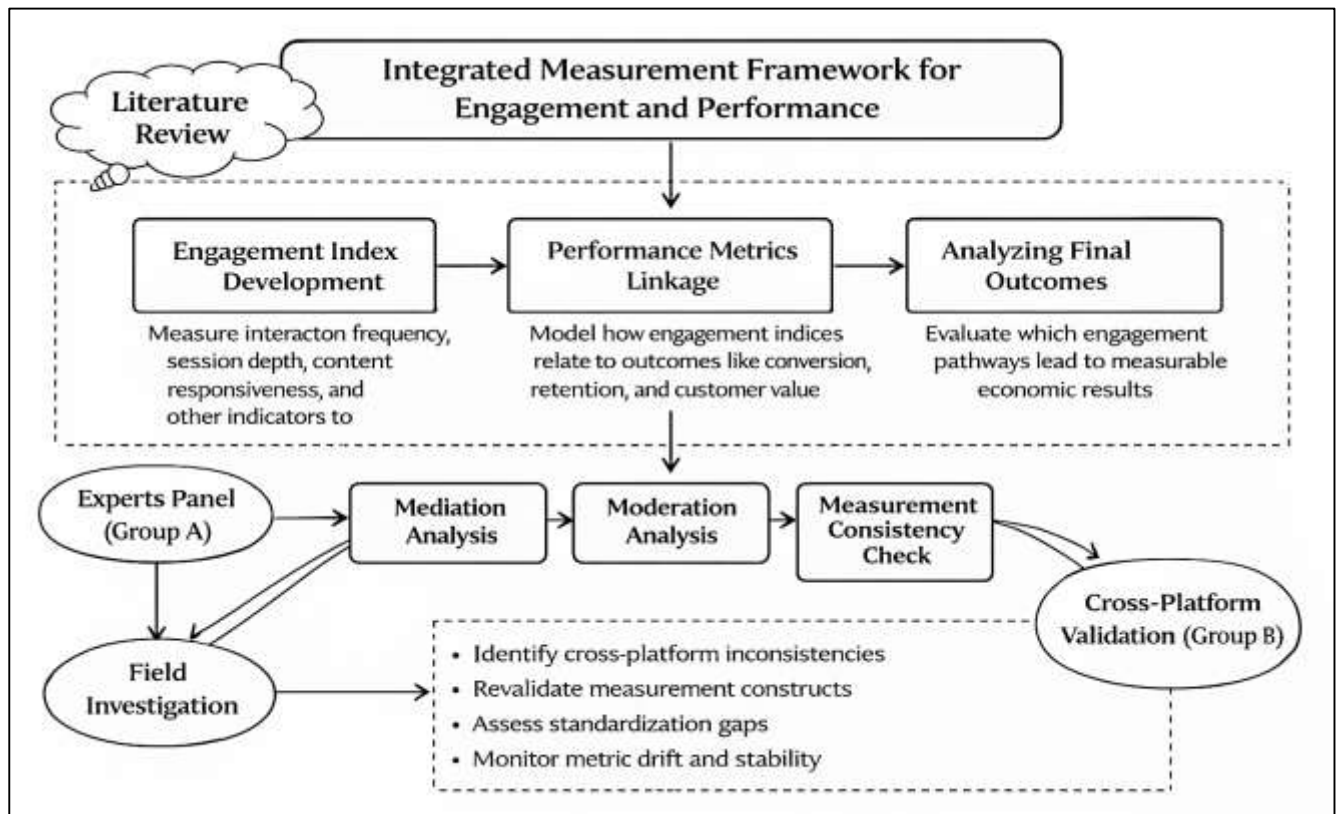 Integrated Measurement Framework for
Engagement and Performance
Literature
Review
Engagement Index
Development
Measure interacton frequency,
session depth, content
responsiveness, and
other indicators to
Performance Metrics
Linkage
Model how engagement indices
relate to outcomes like conversion,
retention, and customer value
Analyzing Final
Outcomes
Evaluate which engagement
pathways lead to measurable
economic results
Experts Panel
(Group A)
Mediation
Analysis
Moderation
Analysis
Measurement
Consistency
Check
Cross-Platform
Validation (Group B)
Field
Investigation
• Identify cross-platform inconsistencies
• Revalidate measurement constructs
• Assess standardization gaps
• Monitor metric drift and stability